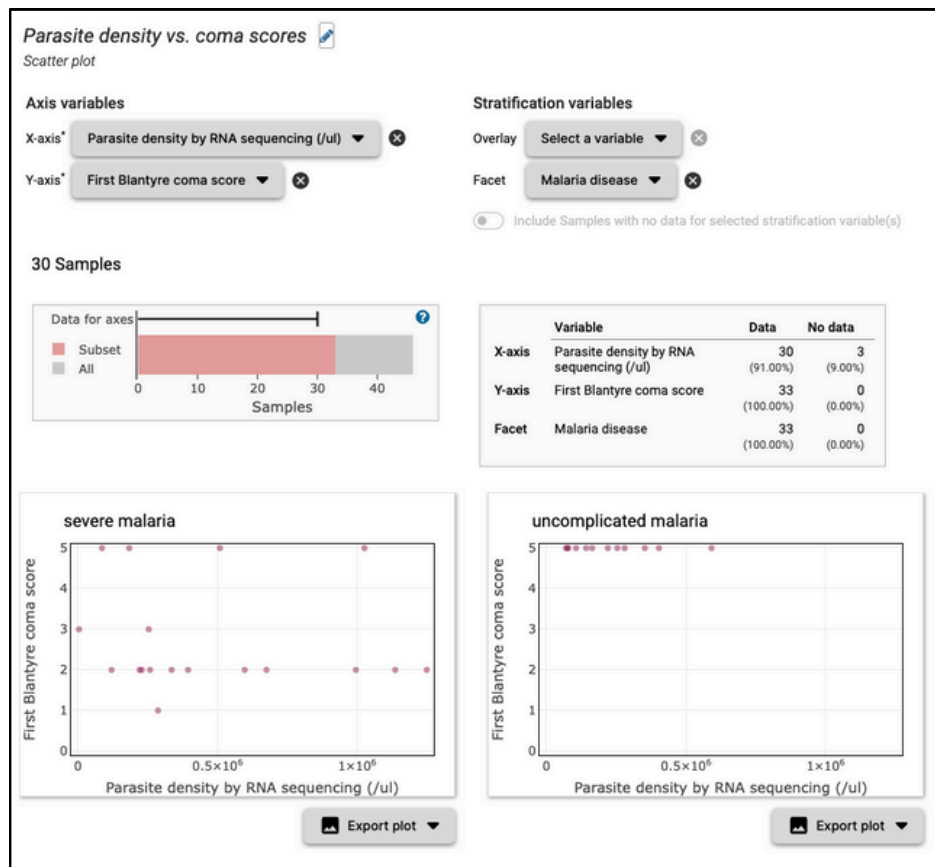 Parasite density vs. coma scores
Scatter plot
Axis variables
X-axis* Parasite density by RNA sequencing (/ul)
Y-axis* First Blantyre coma score
Stratification variables
Overlay Select a variable
Facet Malaria disease
Include Samples with no data for selected stratification variable(s)
30 Samples
Data for axes
?
Subset
All
0 10 20 30 40
Samples
Variable Data No data
X-axis Parasite density by RNA 30 3
sequencing (/ul) (91.00%) (9.00%)
Y-axis First Blantyre coma score 33 0
(100.00%) (0.00%)
Facet Malaria disease 33 0
(100.00%) (0.00%)
severe malaria
First Blantyre coma score
5
4
3
2
1
0
0 0.5×10⁶ 1×10⁶
Parasite density by RNA sequencing (/ul)
Export plot
uncomplicated malaria
First Blantyre coma score
5
4
3
2
1
0
0 0.5×10⁶ 1×10⁶
Parasite density by RNA sequencing (/ul)
Export plot